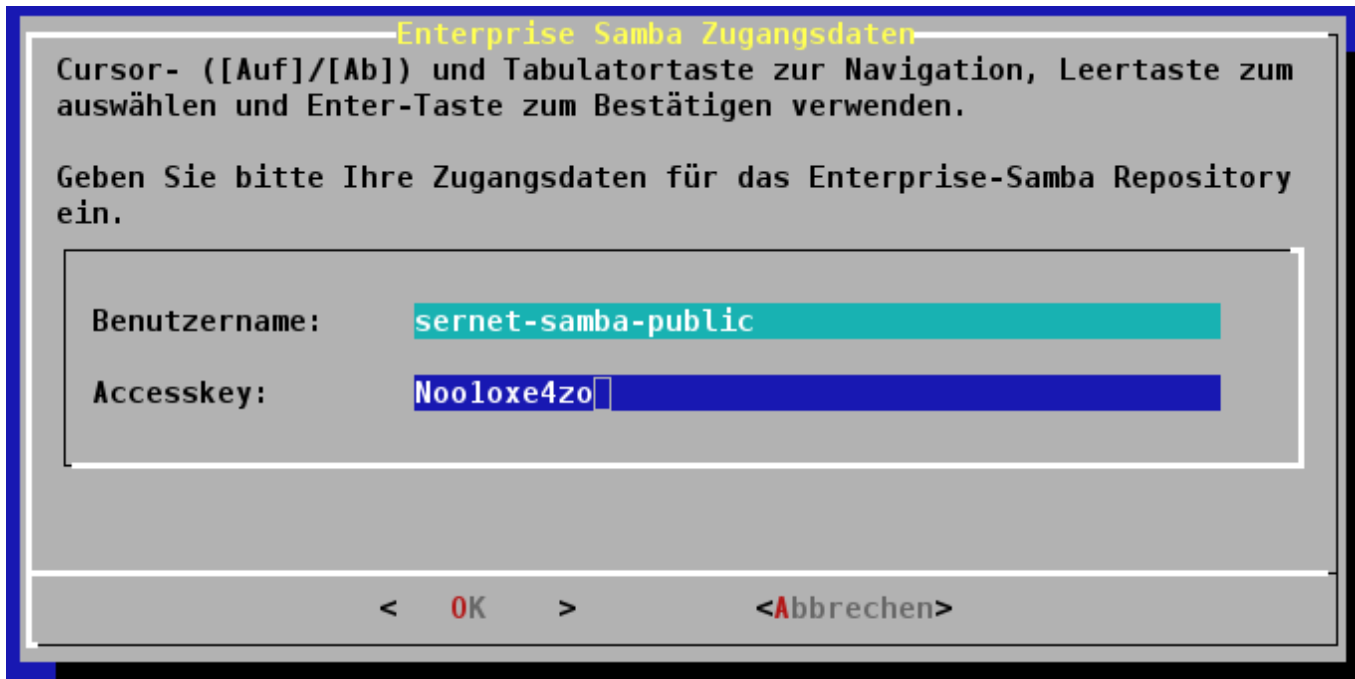 Enterprise Samba Zugangsdaten
Cursor- ([Auf]/[Ab]) und Tabulatortaste zur Navigation, Leertaste zum
auswählen und Enter-Taste zum Bestätigen verwenden.
Geben Sie bitte Ihre Zugangsdaten für das Enterprise-Samba Repository
ein.
Benutzername: sernet-samba-public
Accesskey: Nooloxe4zo
< OK > <Abbrechen>